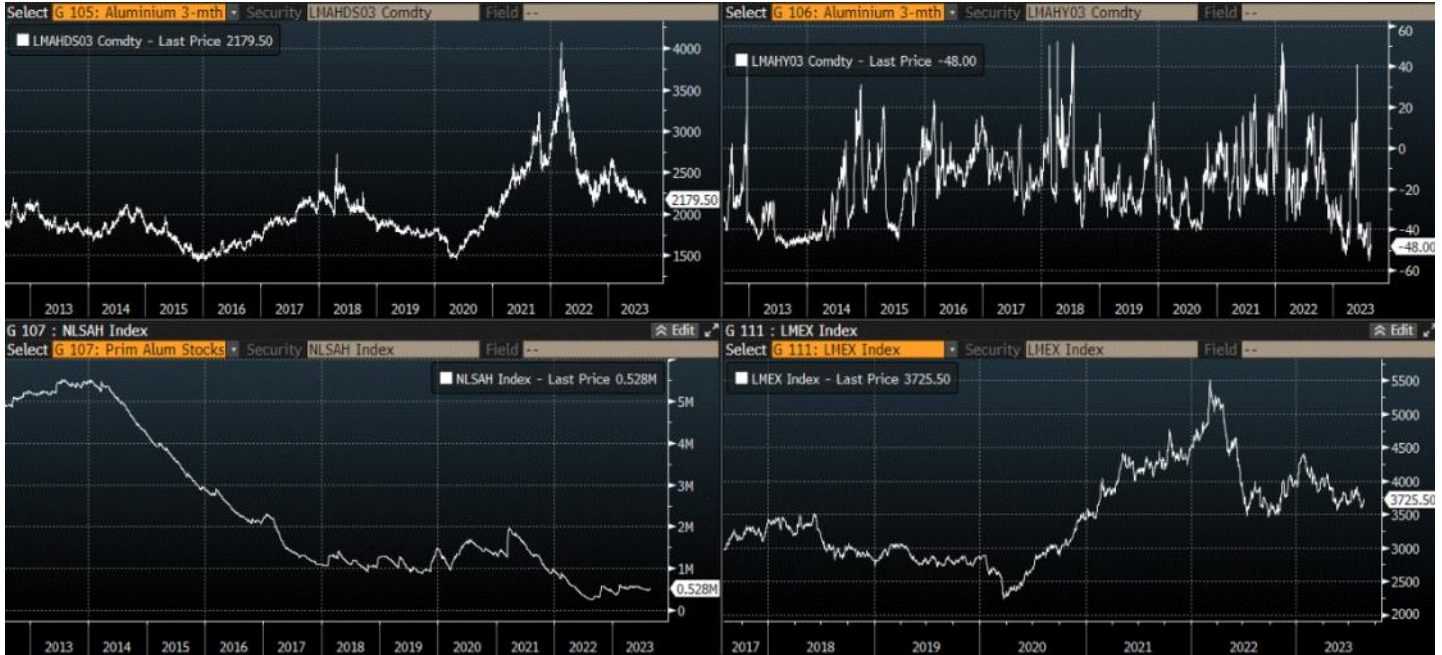 Select G 105: Aluminium 3-mth Security LMAHDS03 Comdty Field --
LMAHDS03 Comdty - Last Price 2179.50
4000
3500
3000
2500
2179.50
2000
1500
2013 2014 2015 2016 2017 2018 2019 2020 2021 2022 2023
Select G 106: Aluminium 3-mth Security LMAHY03 Comdty Field --
60
LMAHY03 Comdty - Last Price -48.00
40
20
0
-20
-40
-48.00
-60
2013 2014 2015 2016 2017 2018 2019 2020 2021 2022 2023
G 107 : NLSAH Index Edit
Select G 107: Prim Alum Stocks Security NLSAH Index Field --
NLSAH Index - Last Price 0.528M
5M
4M
3M
2M
1M
0.528M
0
2013 2014 2015 2016 2017 2018 2019 2020 2021 2022 2023
G 111 : LMEX Index Edit
Select G 111: LMEX Index Security LMEX Index Field --
LMEX Index - Last Price 3725.50
5500
5000
4500
4000
3725.50
3500
3000
2500
2000
2017 2018 2019 2020 2021 2022 2023